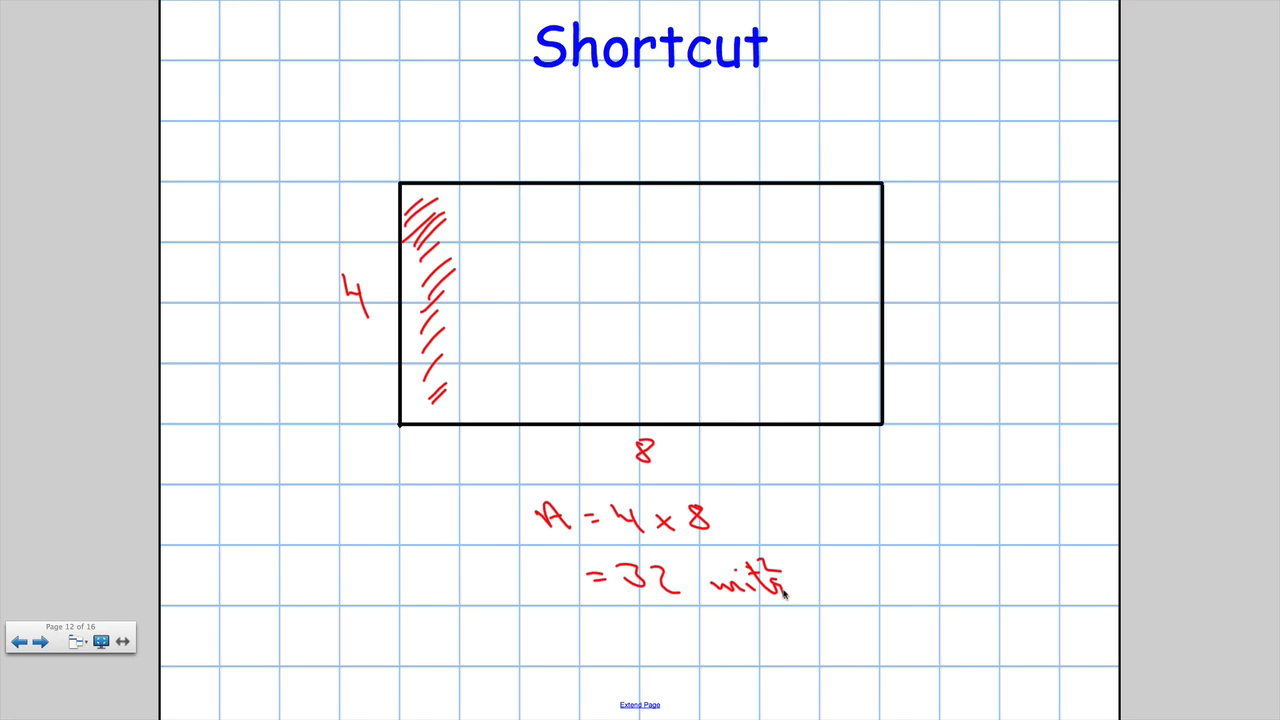 Shortcut
4
8
A = 4 x 8
= 32 units²
Page 12 of 16
Extend Page